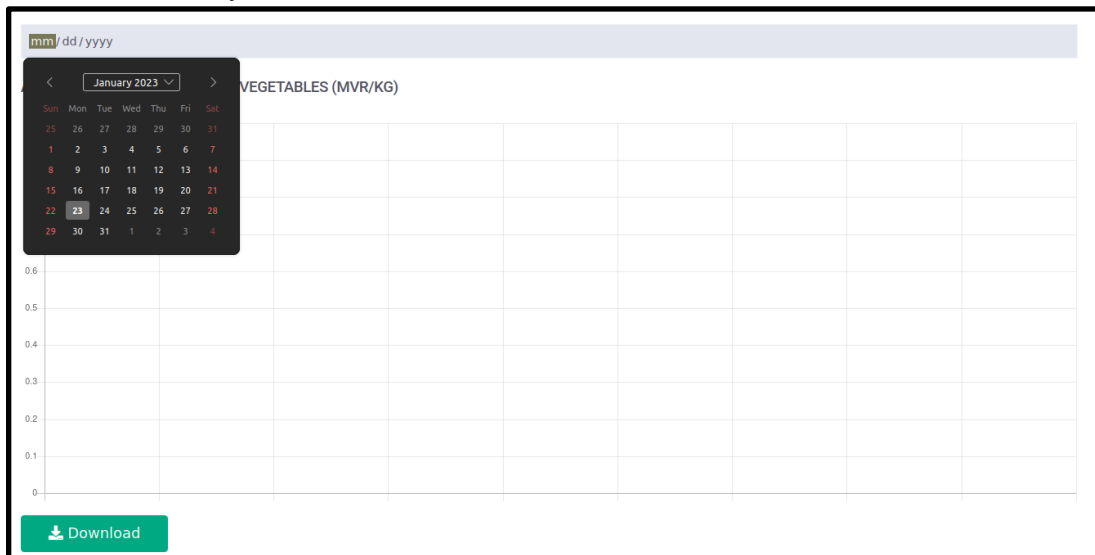 mm/dd/yyyy
January 2023
VEGETABLES (MVR/KG)
Sun Mon Tue Wed Thu Fri Sat
25 26 27 28 29 30 31
1 2 3 4 5 6 7
8 9 10 11 12 13 14
15 16 17 18 19 20 21
22 23 24 25 26 27 28
29 30 31 1 2 3 4
0.6
0.5
0.4
0.3
0.2
0.1
0
Download